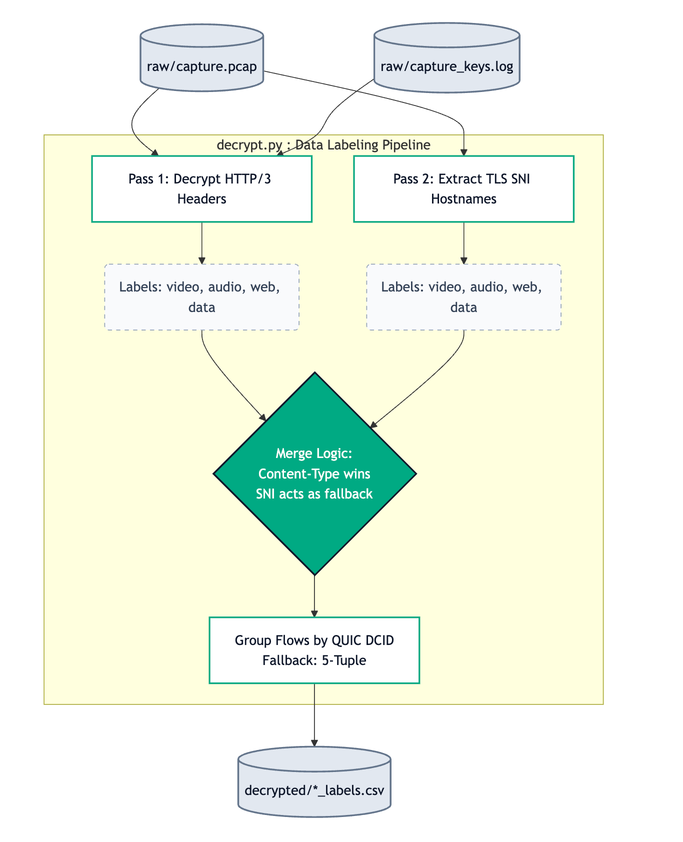 raw/capture.pcap
raw/capture_keys.log
decrypt.py : Data Labeling Pipeline
Pass 1: Decrypt HTTP/3
Headers
Pass 2: Extract TLS SNI
Hostnames
Labels: video, audio, web,
data
Labels: video, audio, web,
data
Merge Logic:
Content-Type wins
SNI acts as fallback
Group Flows by QUIC DCID
Fallback: 5-Tuple
decrypted/*_labels.csv